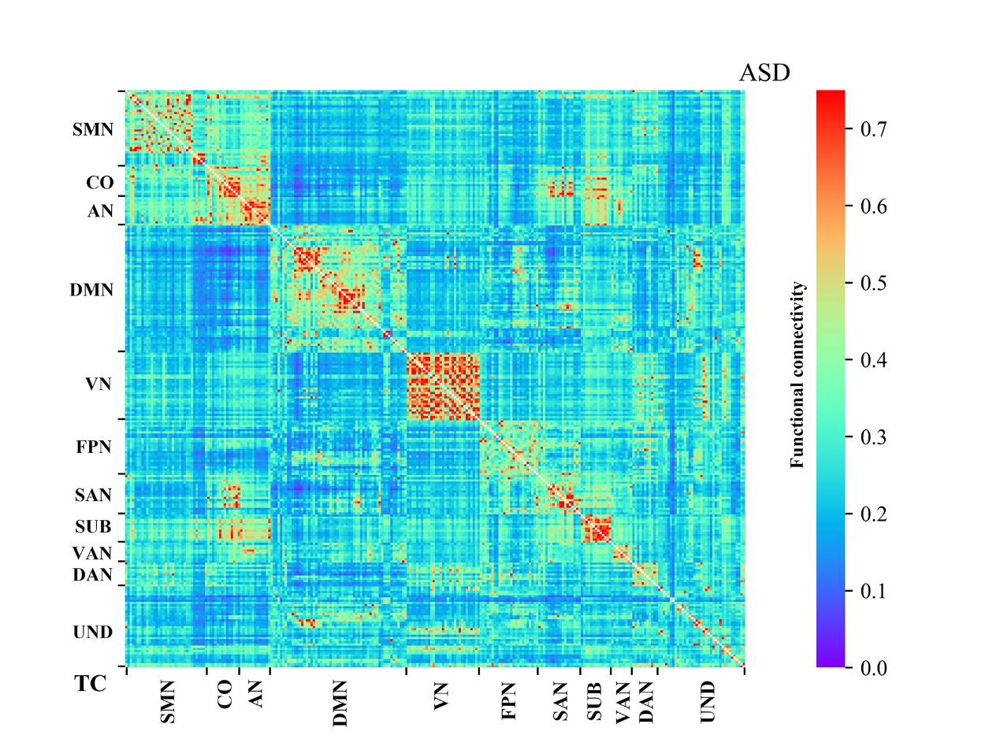 ASD
SMN
CO
AN
DMN
VN
FPN
SAN
SUB
VAN
DAN
UND
TC
SMN
CO
AN
DMN
VN
FPN
SAN
SUB
VAN
DAN
UND
0.7
0.6
0.5
0.4
0.3
0.2
0.1
0.0
Functional connectivity